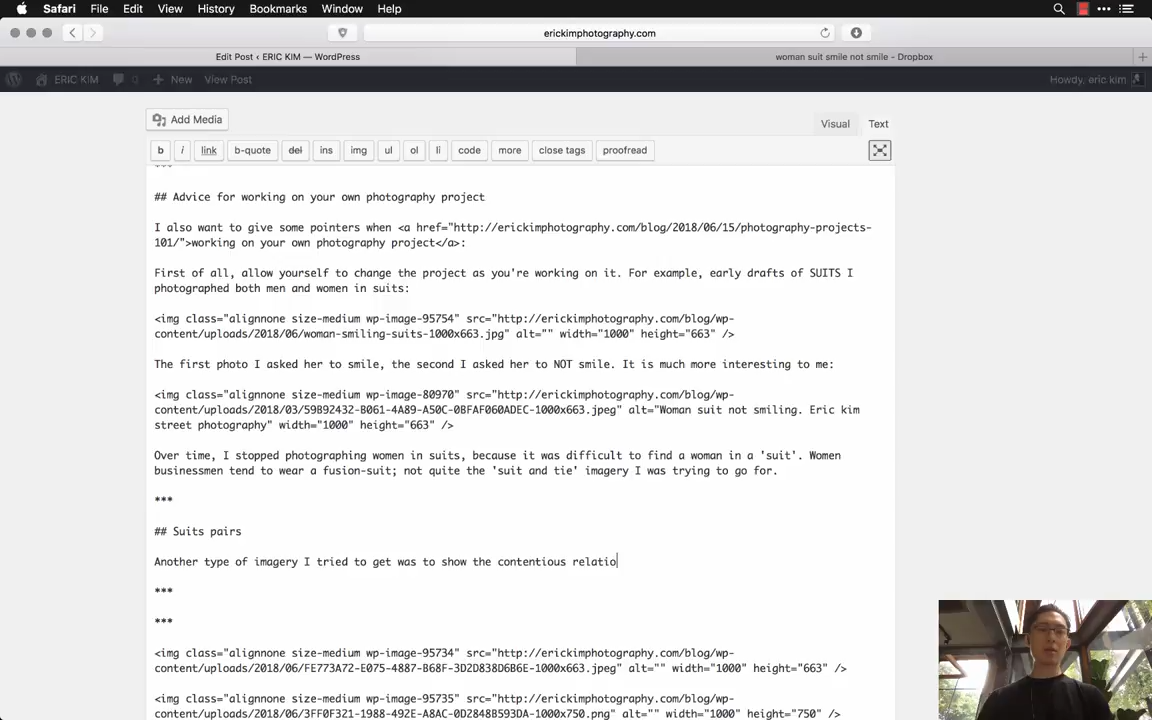 Safari File Edit View History Bookmarks Window Help
erickimphotography.com
Edit Post ‹ ERIC KIM — WordPress
woman suit smile not smile - Dropbox
ERIC KIM 0 New View Post Howdy, eric kim
Add Media
Visual Text
b i link b-quote del ins img ul ol li code more close tags proofread
***
## Advice for working on your own photography project
I also want to give some pointers when <a href="http://erickimphotography.com/blog/2018/06/15/photography-projects-
101/">working on your own photography project</a>:
First of all, allow yourself to change the project as you're working on it. For example, early drafts of SUITS I
photographed both men and women in suits:
<img class="alignnone size-medium wp-image-95754" src="http://erickimphotography.com/blog/wp-
content/uploads/2018/06/woman-smiling-suits-1000x663.jpg" alt="" width="1000" height="663" />
The first photo I asked her to smile, the second I asked her to NOT smile. It is much more interesting to me:
<img class="alignnone size-medium wp-image-80970" src="http://erickimphotography.com/blog/wp-
content/uploads/2018/03/59B92432-B061-4A89-A50C-0BFAF060ADEC-1000x663.jpeg" alt="Woman suit not smiling. Eric kim
street photography" width="1000" height="663" />
Over time, I stopped photographing women in suits, because it was difficult to find a woman in a 'suit'. Women
businessmen tend to wear a fusion-suit; not quite the 'suit and tie' imagery I was trying to go for.
***
## Suits pairs
Another type of imagery I tried to get was to show the contentious relatio
***
***
<img class="alignnone size-medium wp-image-95734" src="http://erickimphotography.com/blog/wp-
content/uploads/2018/06/FE773A72-E075-4887-B68F-3D2D838D6B6E-1000x663.jpeg" alt="" width="1000" height="663" />
<img class="alignnone size-medium wp-image-95735" src="http://erickimphotography.com/blog/wp-
content/uploads/2018/06/3FF0F321-1988-492E-A8AC-0D2848B593DA-1000x750.png" alt="" width="1000" height="750" />